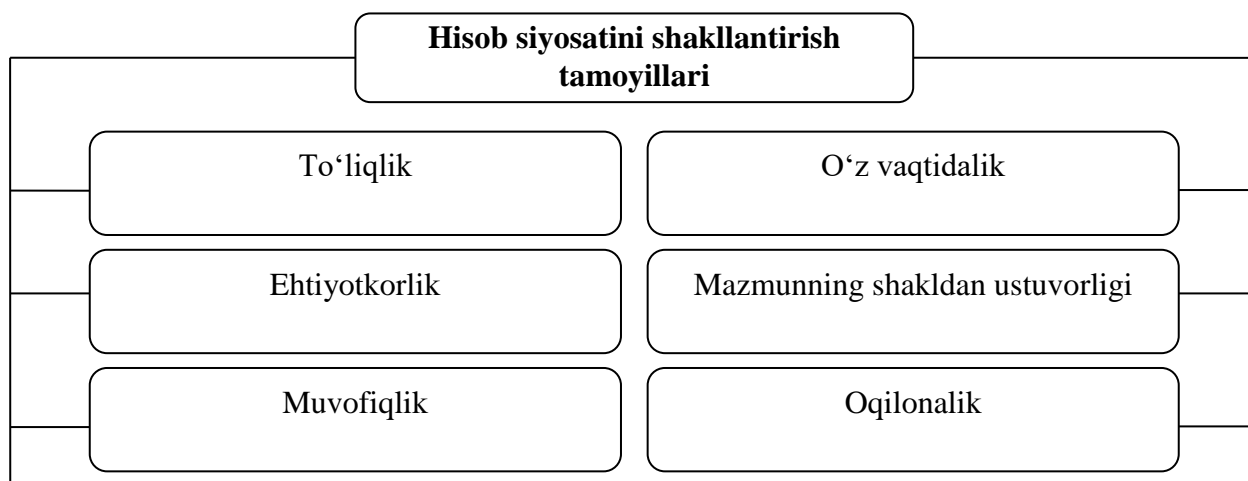 Hisob siyosatini shakllantirish
tamoyillari
To‘liqlik
O‘z vaqtidalik
Ehtiyotkorlik
Mazmunning shakldan ustuvorligi
Muvofiqlik
Oqilonalik